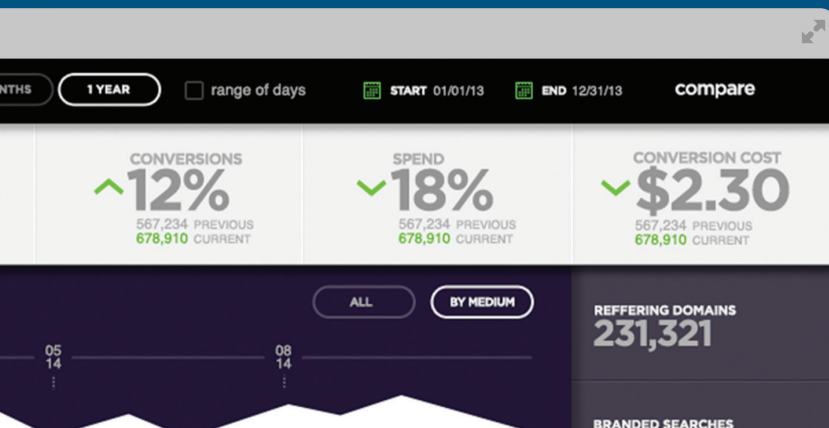 NTHS
1 YEAR
range of days
START 01/01/13
END 12/31/13
compare
CONVERSIONS
12%
567,234 PREVIOUS
678,910 CURRENT
SPEND
18%
567,234 PREVIOUS
678,910 CURRENT
CONVERSION COST
$2.30
567,234 PREVIOUS
678,910 CURRENT
ALL
BY MEDIUM
05
14
08
14
REFFERING DOMAINS
231,321
BRANDED SEARCHES